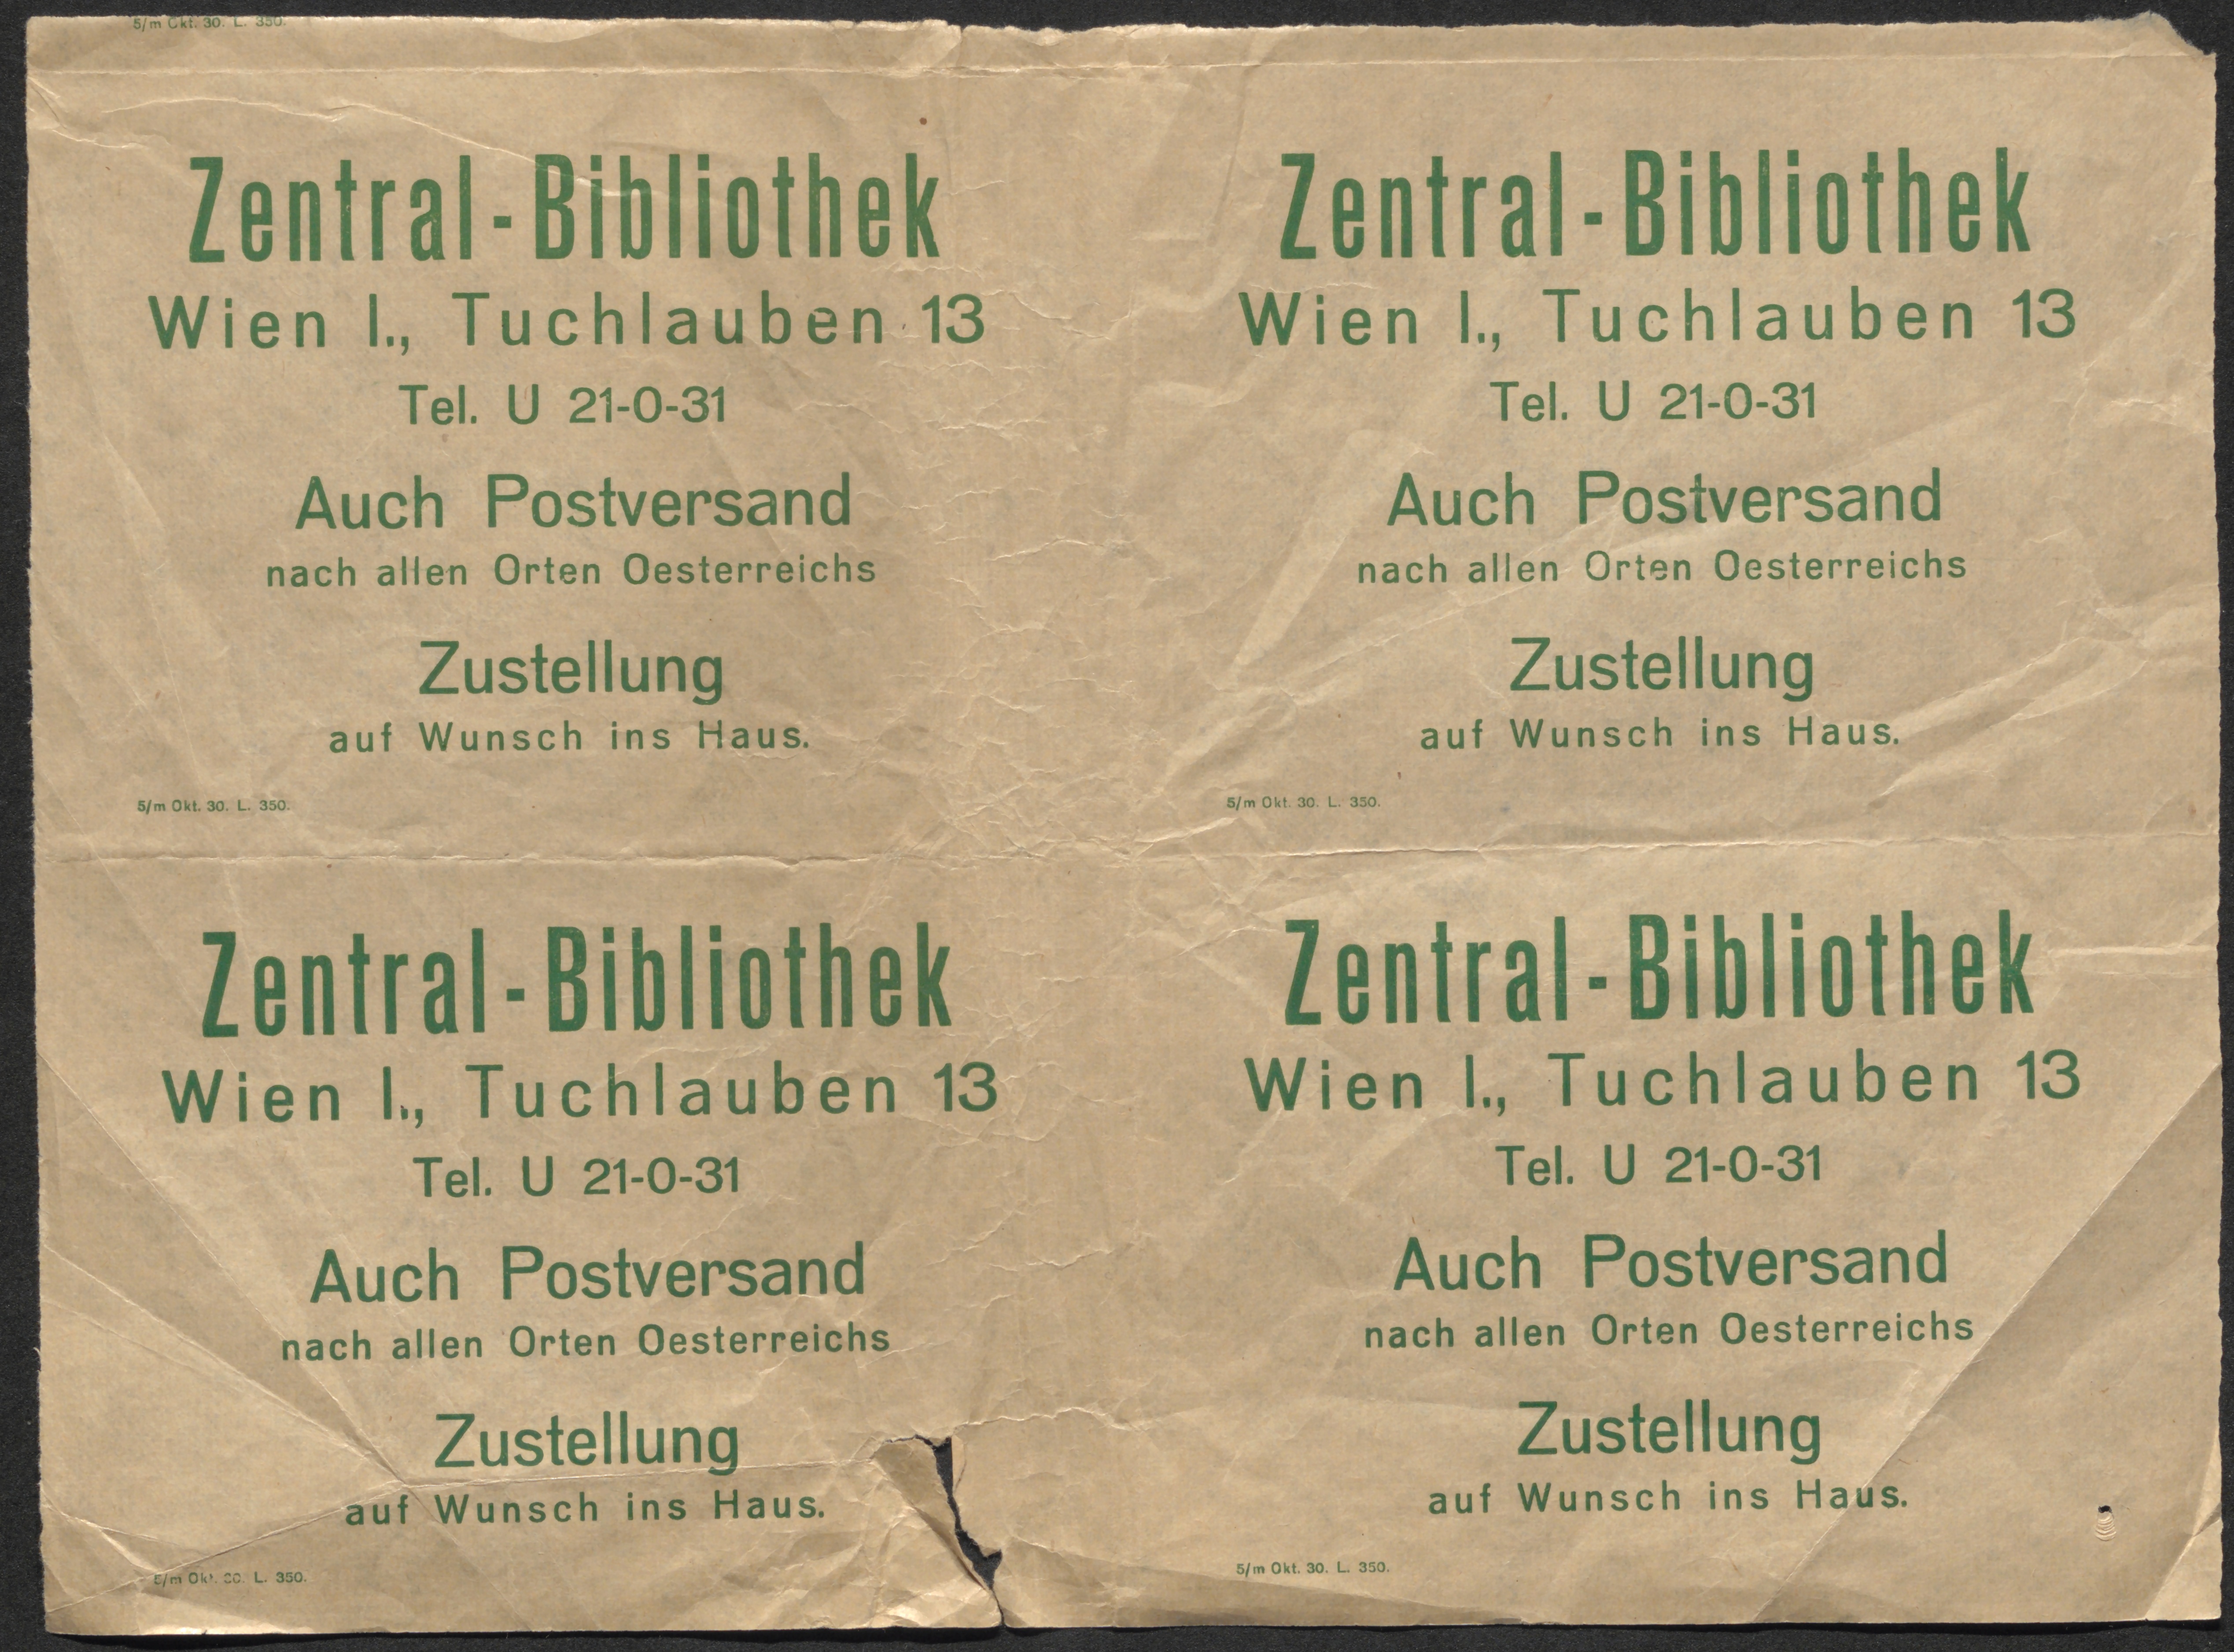 5/m Okt. 30. L. 350.
Zentral-Bibliothek
Wien I., Tuchlauben 13
Tel. U 21-0-31
Auch Postversand
nach allen Orten Oesterreichs
Zustellung
auf Wunsch ins Haus.
5/m Okt. 30. L. 350.
Zentral-Bibliothek
Wien I., Tuchlauben 13
Tel. U 21-0-31
Auch Postversand
nach allen Orten Oesterreichs
Zustellung
auf Wunsch ins Haus.
5/m Okt. 30. L. 350.
Zentral-Bibliothek
Wien I., Tuchlauben 13
Tel. U 21-0-31
Auch Postversand
nach allen Orten Oesterreichs
Zustellung
auf Wunsch ins Haus.
5/m Okt. 30. L. 350.
Zentral-Bibliothek
Wien I., Tuchlauben 13
Tel. U 21-0-31
Auch Postversand
nach allen Orten Oesterreichs
Zustellung
auf Wunsch ins Haus.
5/m Okt. 30. L. 350.